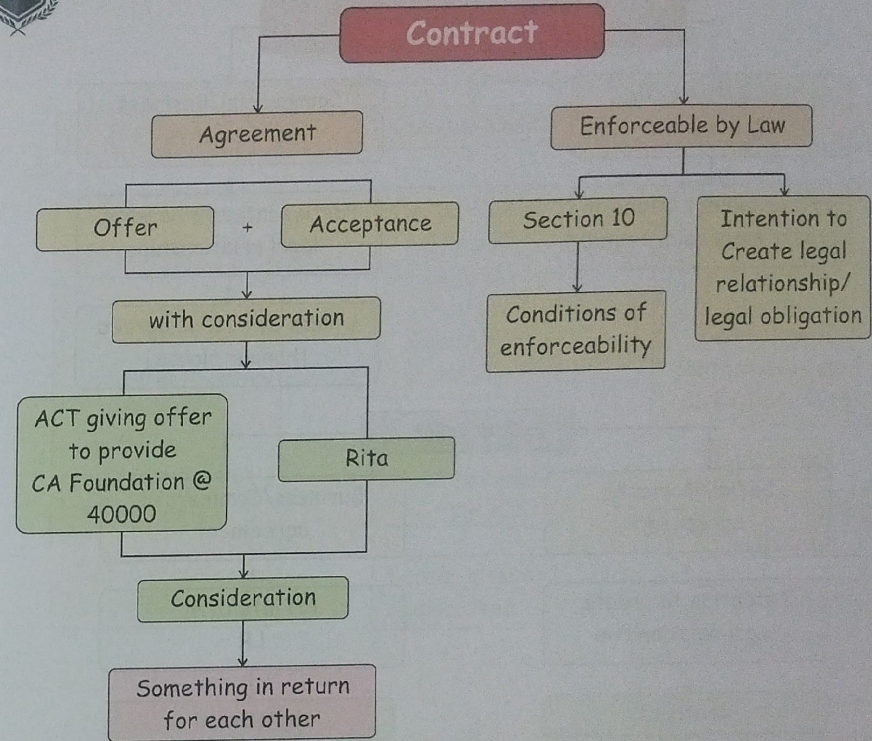 Contract
Agreement
Enforceable by Law
Offer
+
Acceptance
Section 10
Intention to
Create legal
relationship/
legal obligation
with consideration
Conditions of
enforceability
ACT giving offer
to provide
CA Foundation @
40000
Rita
Consideration
Something in return
for each other